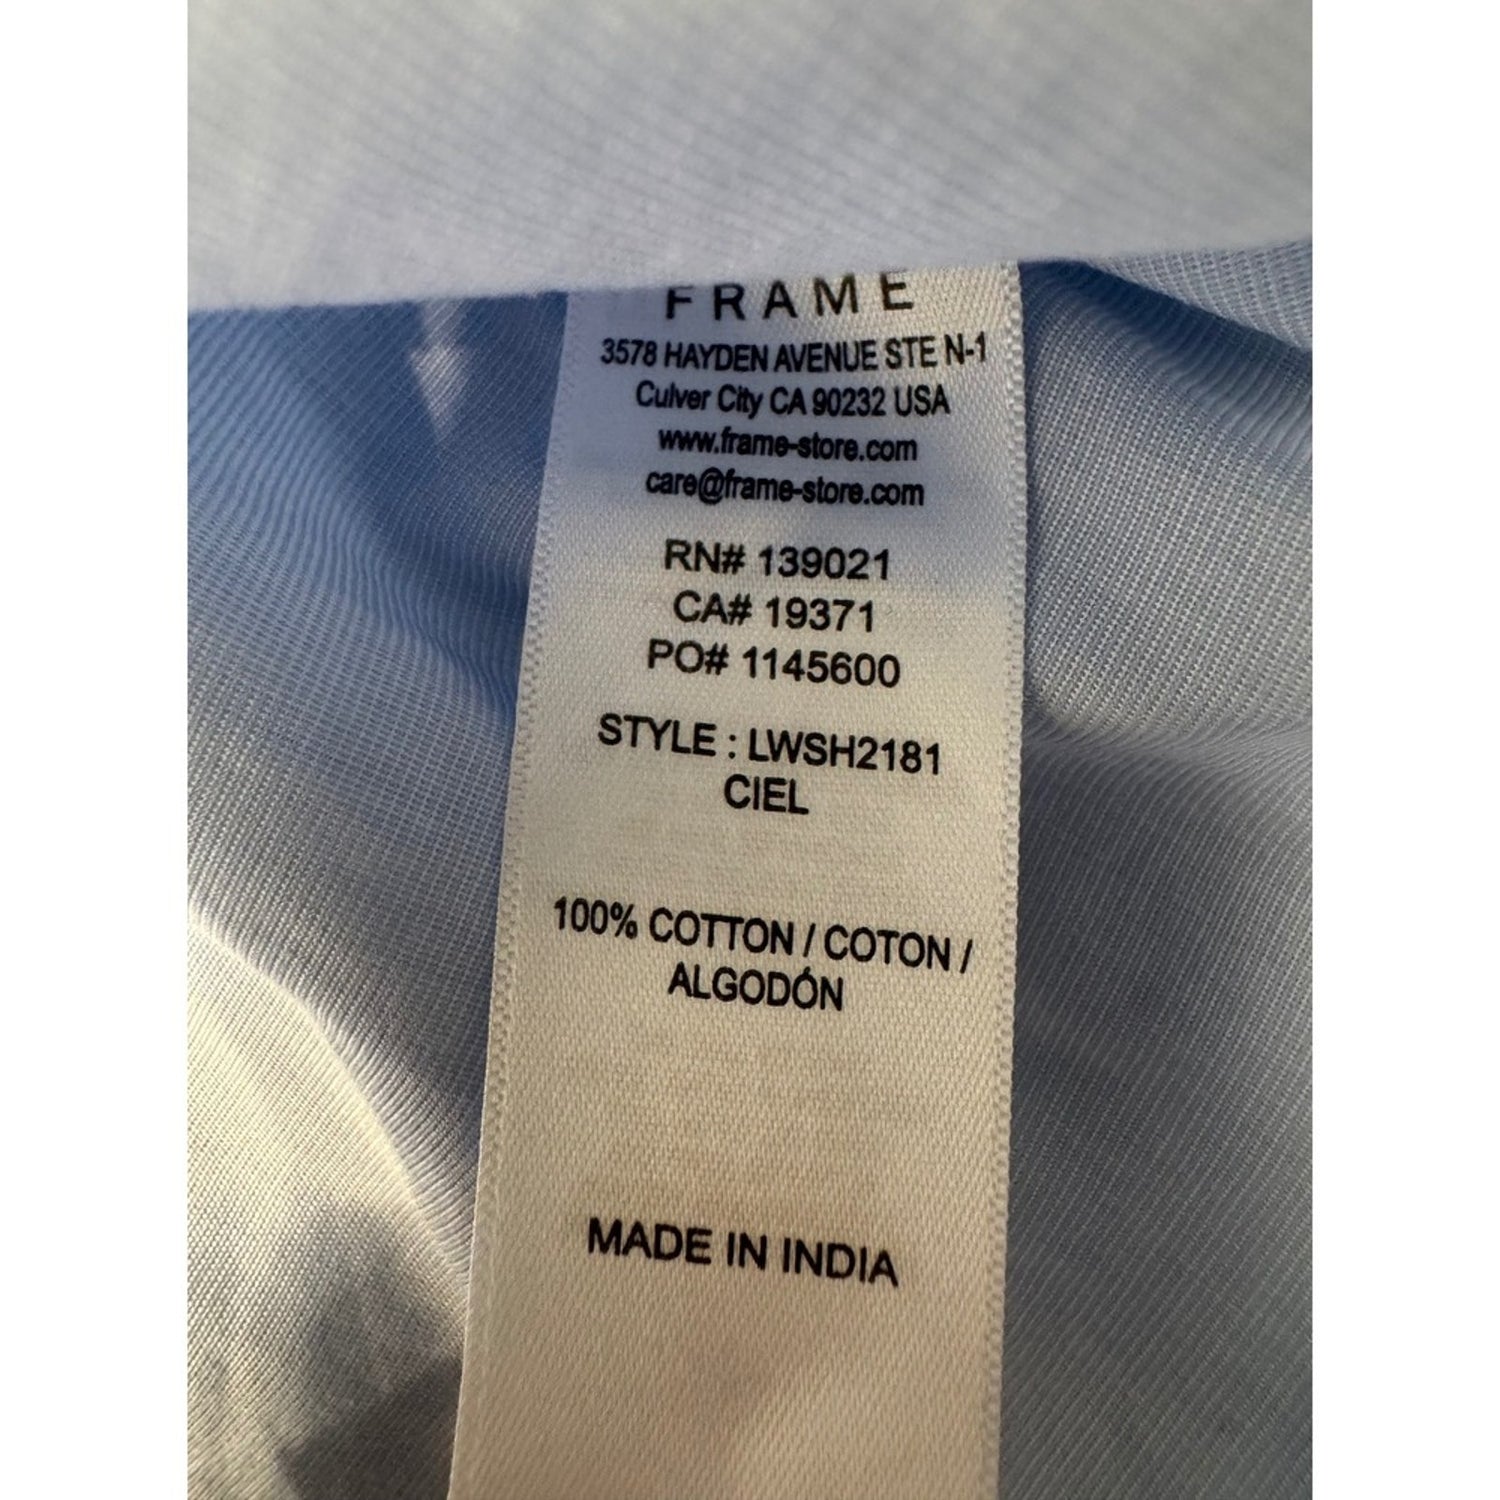 FRAME
3578 HAYDEN AVENUE STE N-1
Culver City CA 90232 USA
www.frame-store.com
care@frame-store.com
RN# 139021
CA# 19371
PO# 1145600
STYLE : LWSH2181
CIEL
100% COTTON / COTON /
ALGODÓN
MADE IN INDIA